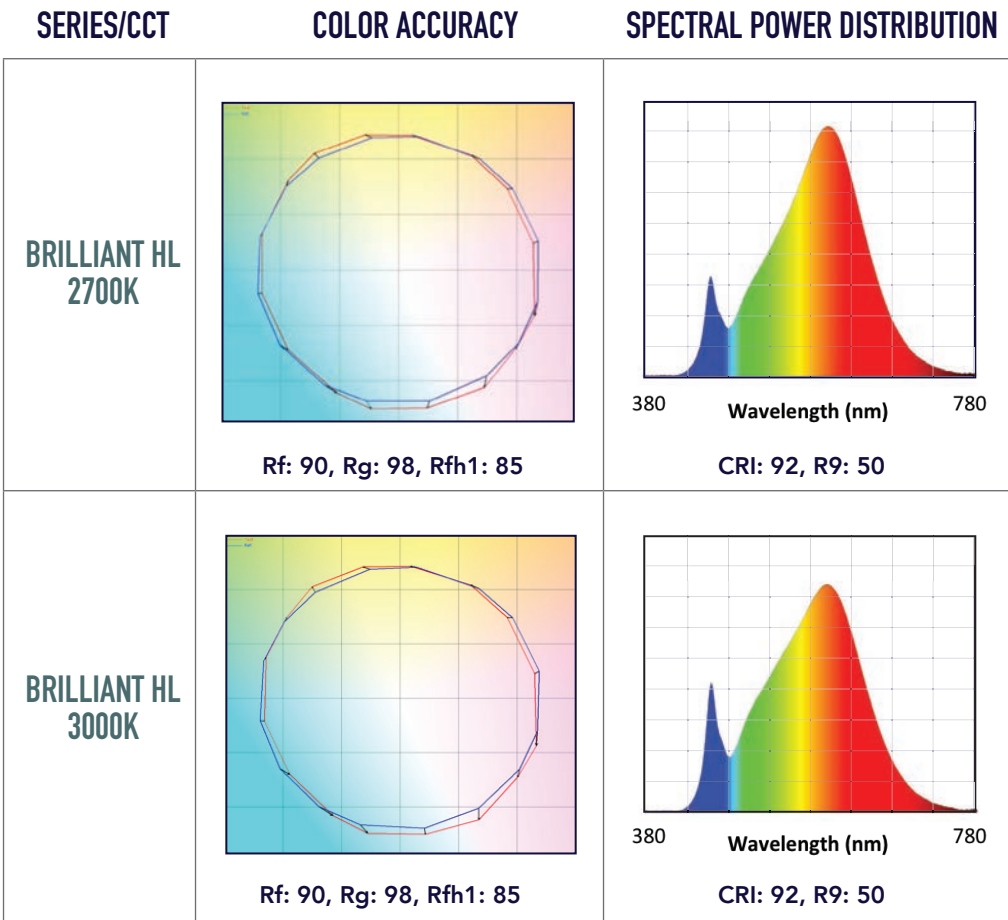 SERIES/CCT
COLOR ACCURACY
SPECTRAL POWER DISTRIBUTION
BRILLIANT HL
2700K
380
780
Wavelength (nm)
Rf: 90, Rg: 98, Rfh1: 85
CRI: 92, R9: 50
BRILLIANT HL
3000K
380
780
Wavelength (nm)
Rf: 90, Rg: 98, Rfh1: 85
CRI: 92, R9: 50